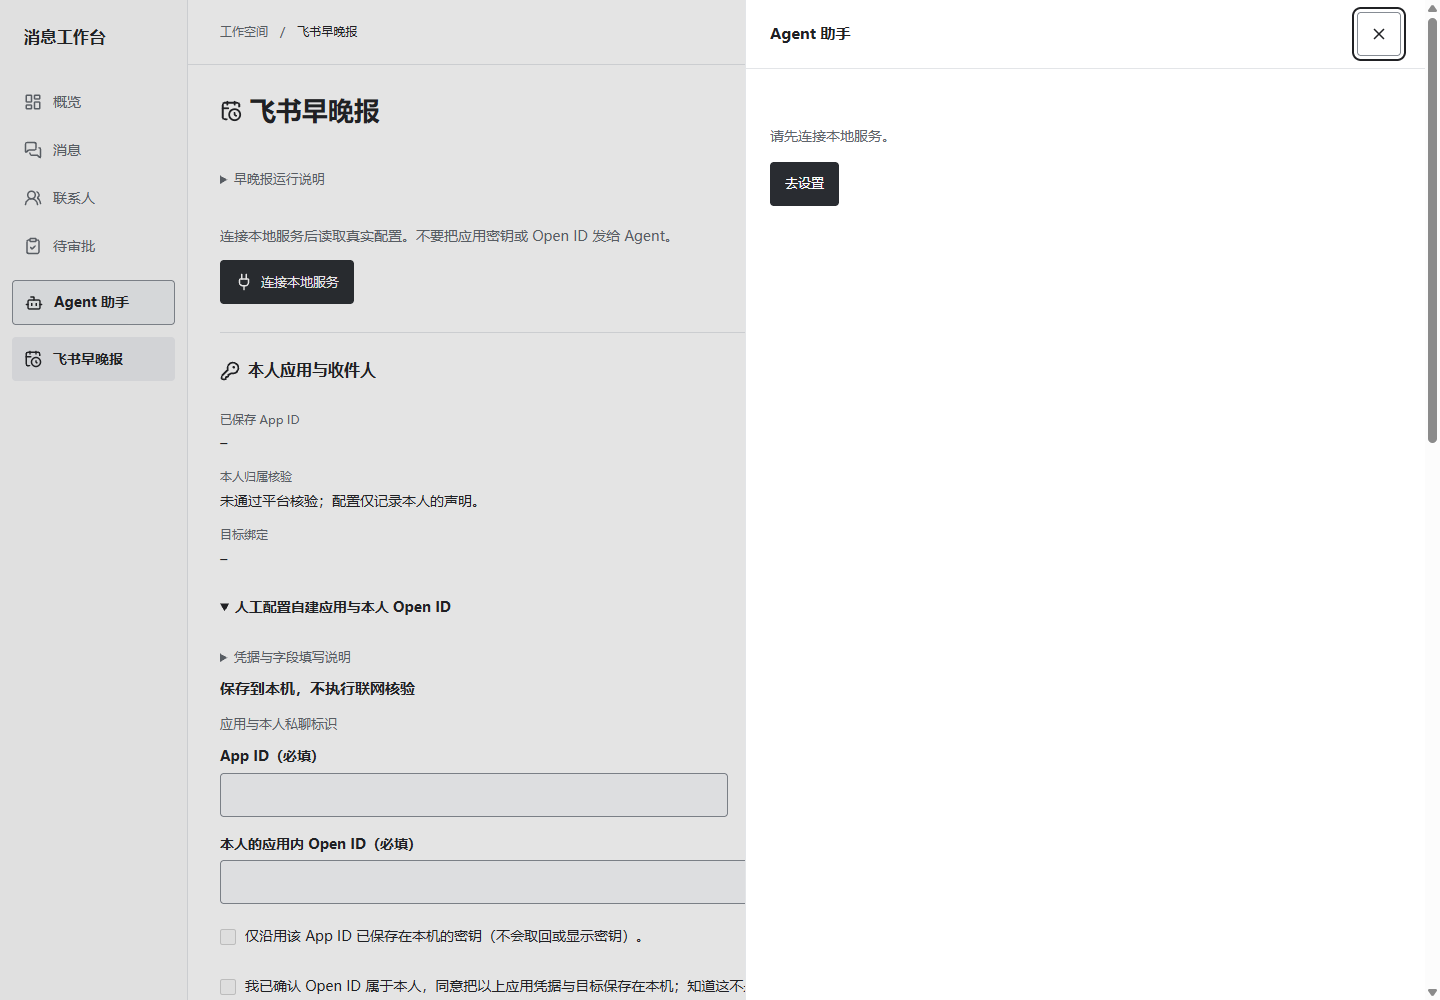 消息工作台
概览
消息
联系人
待审批
Agent 助手
飞书早晚报
工作空间 / 飞书早晚报
飞书早晚报
早晚报运行说明
连接本地服务后读取真实配置。不要把应用密钥或 Open ID 发给 Agent。
连接本地服务
本人应用与收件人
已保存 App ID
–
本人归属核验
未通过平台核验；配置仅记录本人的声明。
目标绑定
–
人工配置自建应用与本人 Open ID
凭据与字段填写说明
保存到本机，不执行联网核验
应用与本人私聊标识
App ID（必填）
本人的应用内 Open ID（必填）
仅沿用该 App ID 已保存在本机的密钥（不会取回或显示密钥）。
我已确认 Open ID 属于本人，同意把以上应用凭据与目标保存在本机；知道这不
Agent 助手
请先连接本地服务。
去设置